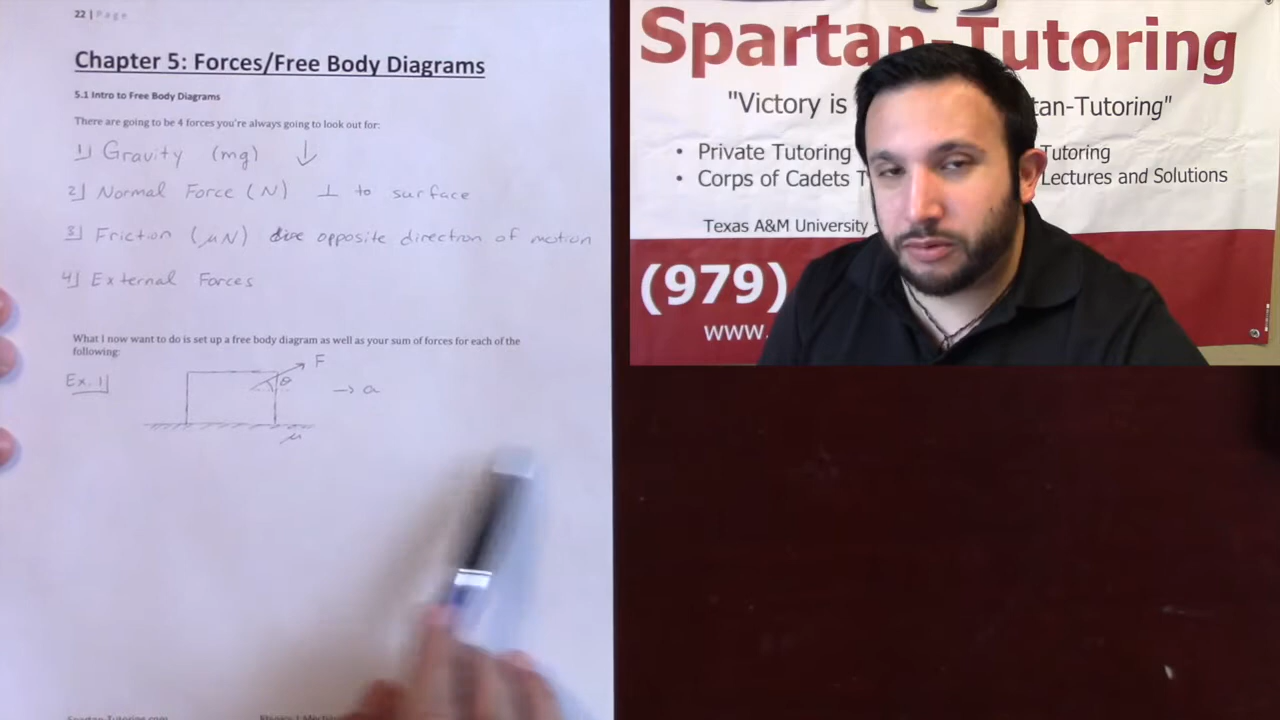 22 | Page
Chapter 5: Forces/Free Body Diagrams
5.1 Intro to Free Body Diagrams
There are going to be 4 forces you're always going to look out for:
1] Gravity (mg) ↓
2] Normal Force (N) ⊥ to surface
3] Friction (μN) opposite direction of motion
4] External Forces
What I now want to do is set up a free body diagram as well as your sum of forces for each of the
following:
Ex. 1]
F
θ
→ a
μ
Spartan-Tutoring.com
Spartan-Tutoring
"Victory is
tan-Tutoring"
• Private Tutoring
Tutoring
• Corps of Cadets T
Lectures and Solutions
Texas A&M University
(979)
www.